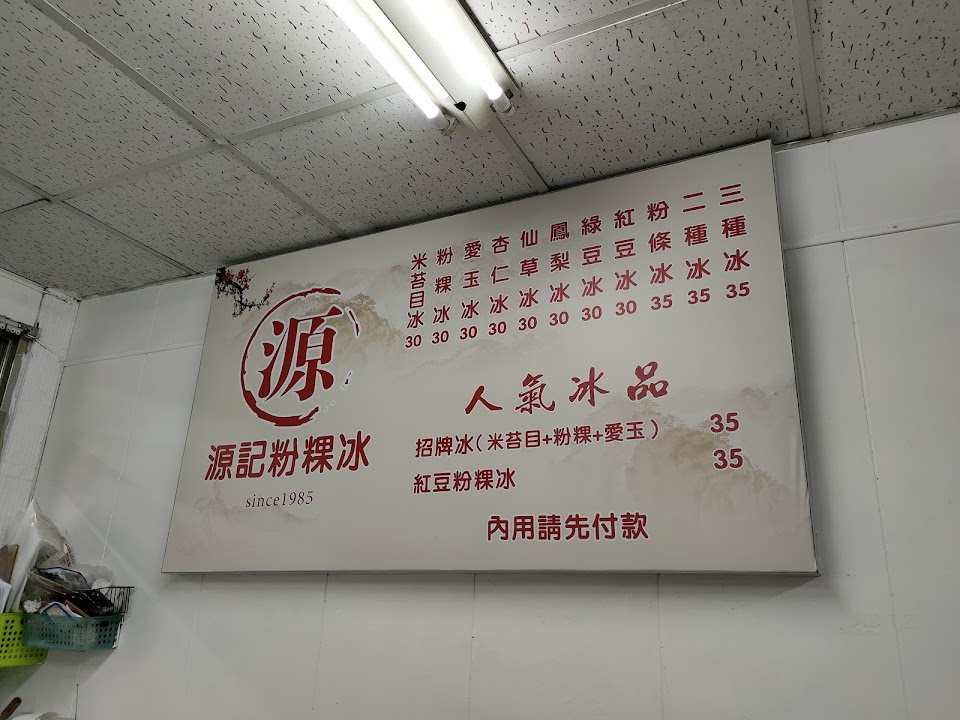 源
源記粉粿冰
since1985
米苔目冰 30
粉粿冰 30
愛玉冰 30
杏仁冰 30
仙草冰 30
鳳梨冰 30
綠豆冰 30
紅豆冰 30
粉條冰 35
二種冰 35
三種冰 35
人氣冰品
招牌冰(米苔目+粉粿+愛玉) 35
紅豆粉粿冰 35
內用請先付款